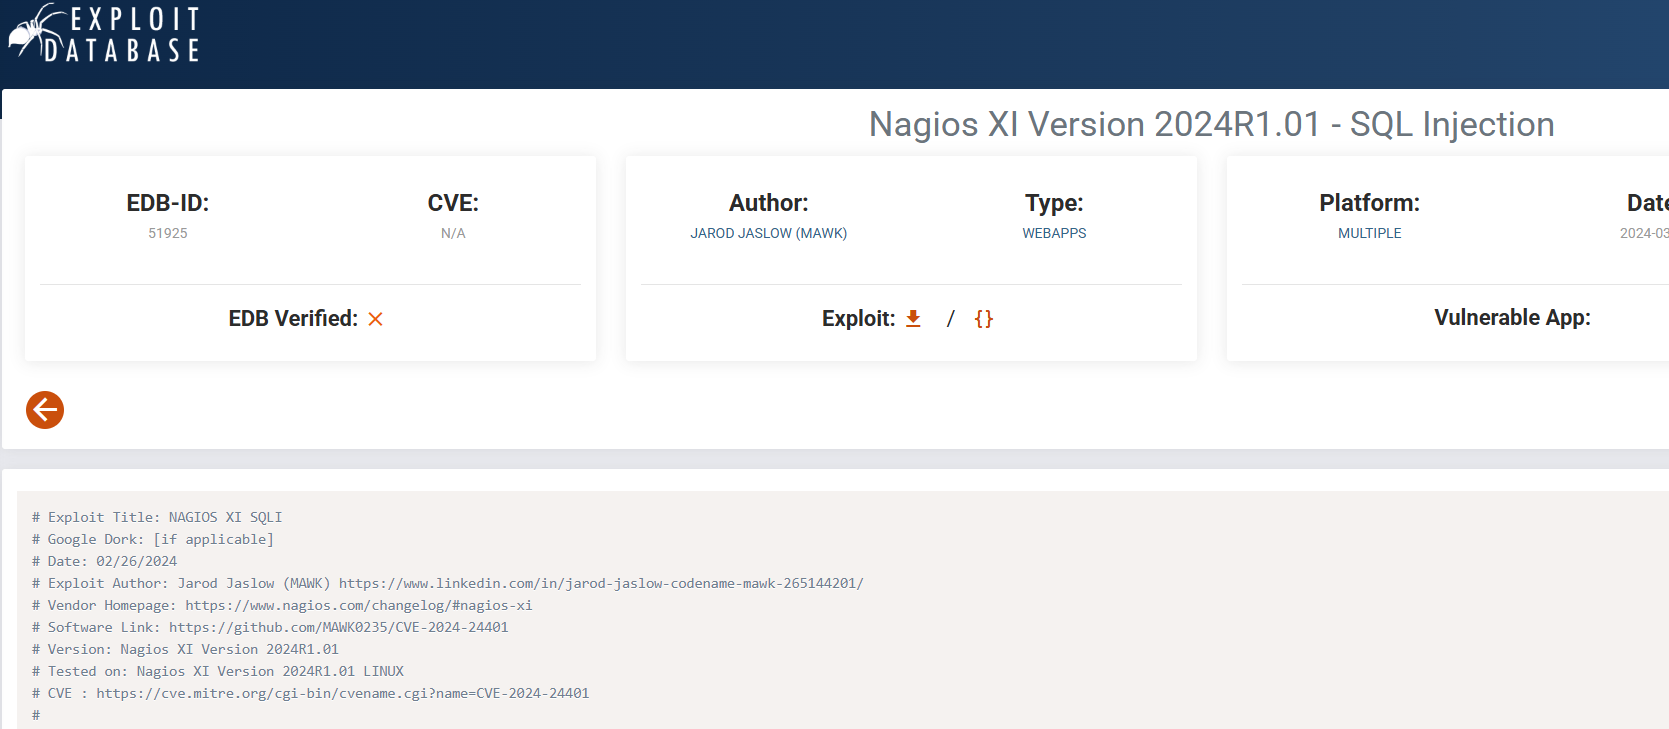 EXPLOIT
DATABASE
Nagios XI Version 2024R1.01 - SQL Injection
EDB-ID:
51925
CVE:
N/A
EDB Verified:
Author:
JAROD JASLOW (MAWK)
Type:
WEBAPPS
Exploit: / {}
Platform:
MULTIPLE
Date
2024-03
Vulnerable App:
# Exploit Title: NAGIOS XI SQLI
# Google Dork: [if applicable]
# Date: 02/26/2024
# Exploit Author: Jarod Jaslow (MAWK) https://www.linkedin.com/in/jarod-jaslow-codename-mawk-265144201/
# Vendor Homepage: https://www.nagios.com/changelog/#nagios-xi
# Software Link: https://github.com/MAWK0235/CVE-2024-24401
# Version: Nagios XI Version 2024R1.01
# Tested on: Nagios XI Version 2024R1.01 LINUX
# CVE : https://cve.mitre.org/cgi-bin/cvename.cgi?name=CVE-2024-24401
#